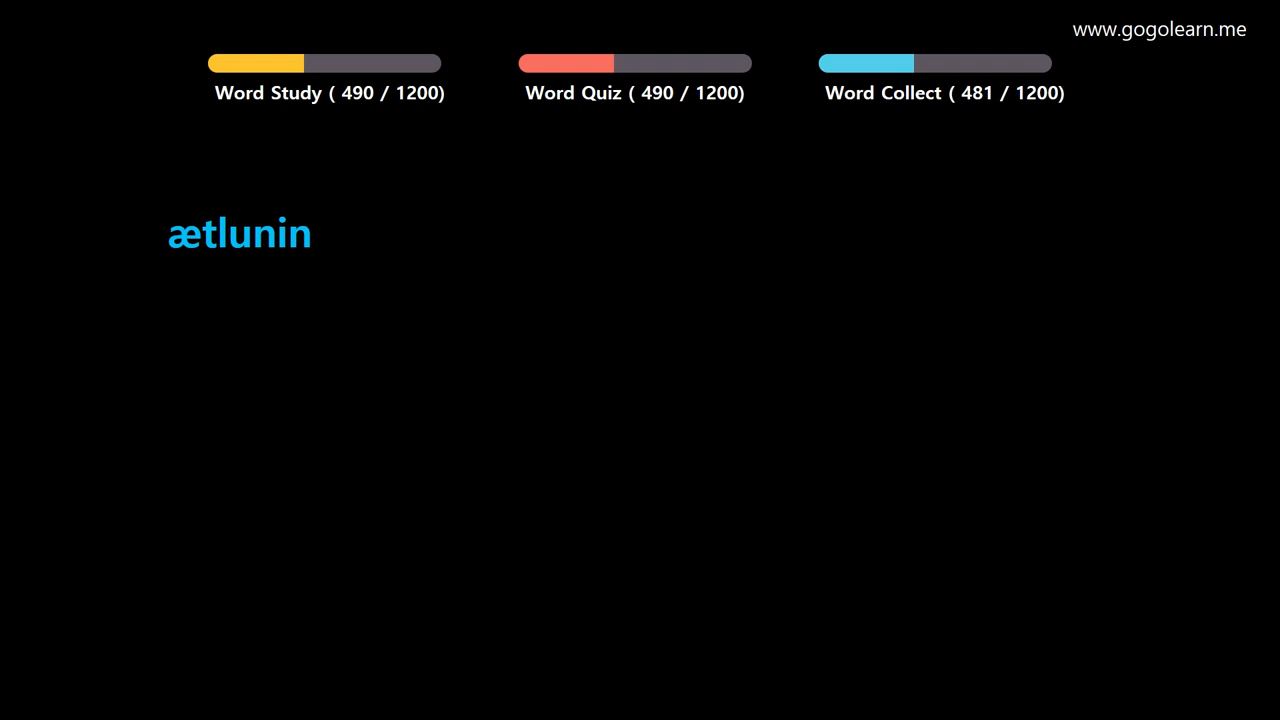 www.gogolearn.me
Word Study ( 490 / 1200)
Word Quiz ( 490 / 1200)
Word Collect ( 481 / 1200)
ætlunin